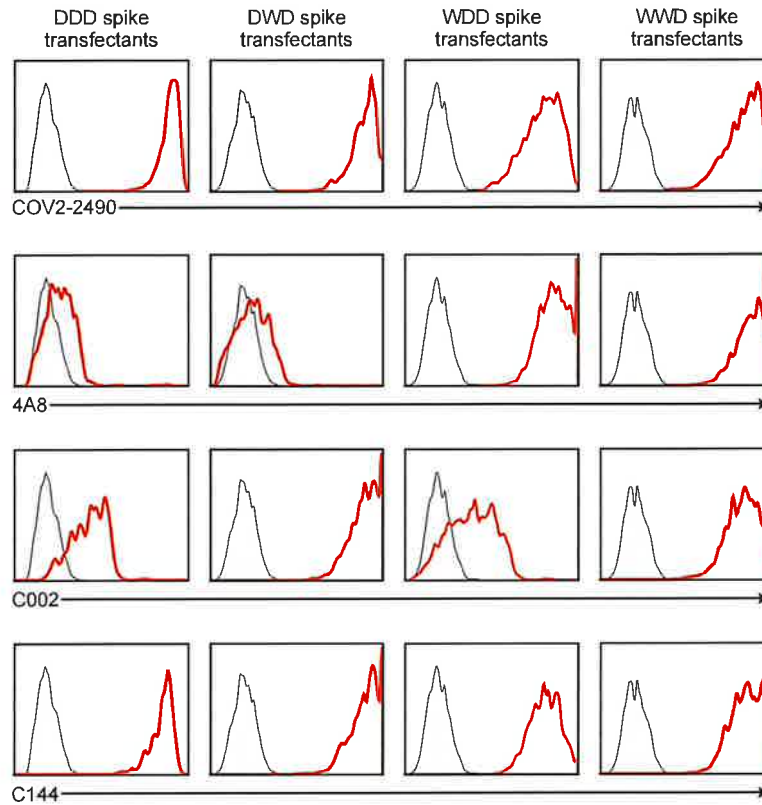 DDD spike transfectants
DWD spike transfectants
WDD spike transfectants
WWD spike transfectants
COV2-2490
4A8
C002
C144